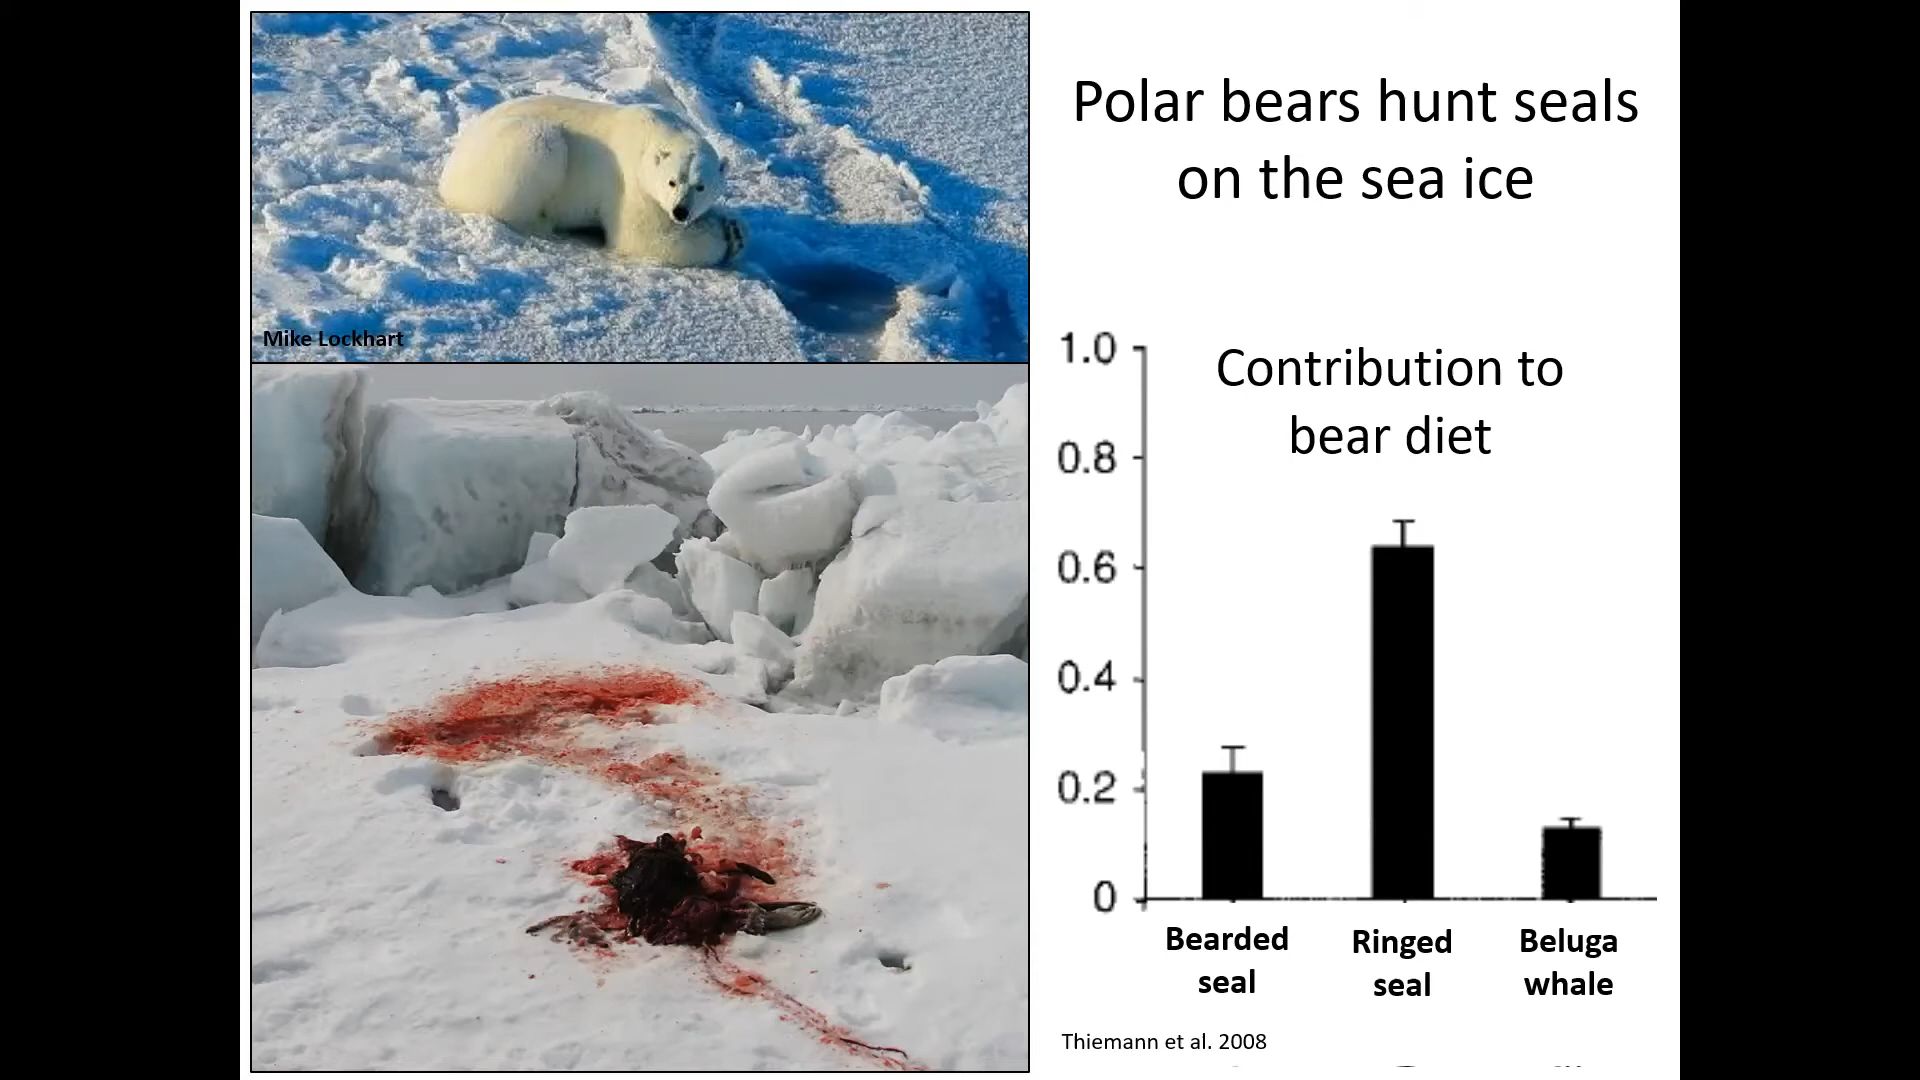 Polar bears hunt seals
on the sea ice
Mike Lockhart
Contribution to
bear diet
1.0
0.8
0.6
0.4
0.2
0
Bearded
seal
Ringed
seal
Beluga
whale
Thiemann et al. 2008